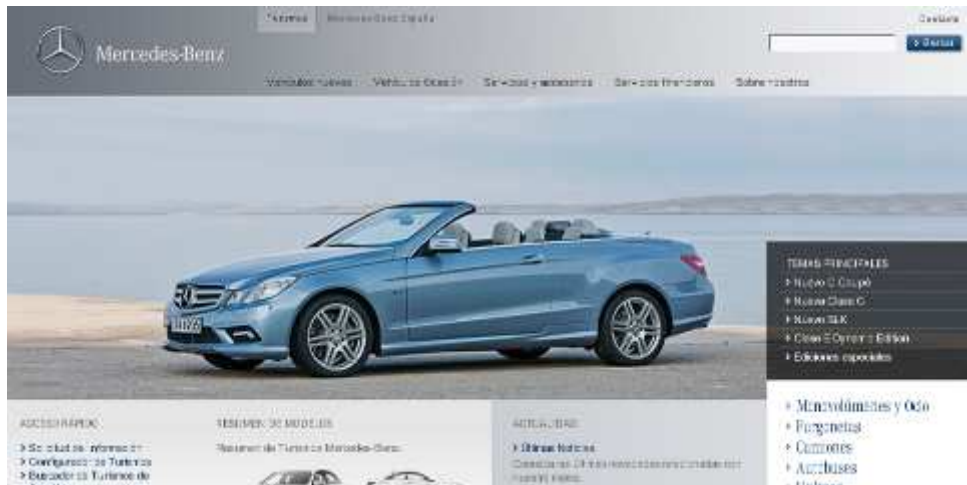 Turismos Mercedes-Benz España
Contacto
Mercedes-Benz
Buscar
Vehículos nuevos Vehículos Ocasión Servicios y accesorios Servicios financieros Sobre nosotros
TEMAS PRINCIPALES
Nuevo C Coupé
Nuevo Clase C
Nuevo SLK
Clase E Dynamic Edition
Ediciones especiales
Monovolúmenes y Ocio
Furgonetas
Camiones
Autobuses
ACCESO RÁPIDO
Solicitud de información
Configurador de Turismos
Buscador de Turismos de
RESUMEN DE MODELOS
Resumen de Turismos Mercedes-Benz.
ACTUALIDAD
Últimas Noticias